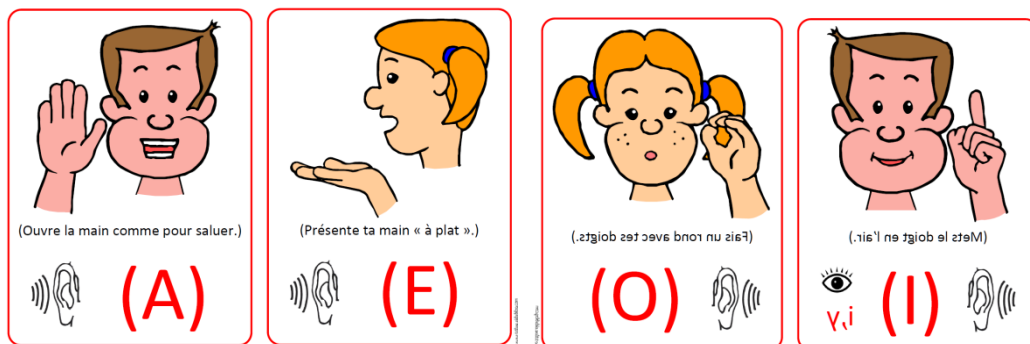 (Ouvre la main comme pour saluer.)
(A)
(Présente ta main « à plat ».)
(E)
(Fais un rond avec tes doigts.)
(O)
(Mets le doigt en l'air.)
(I)
i,y